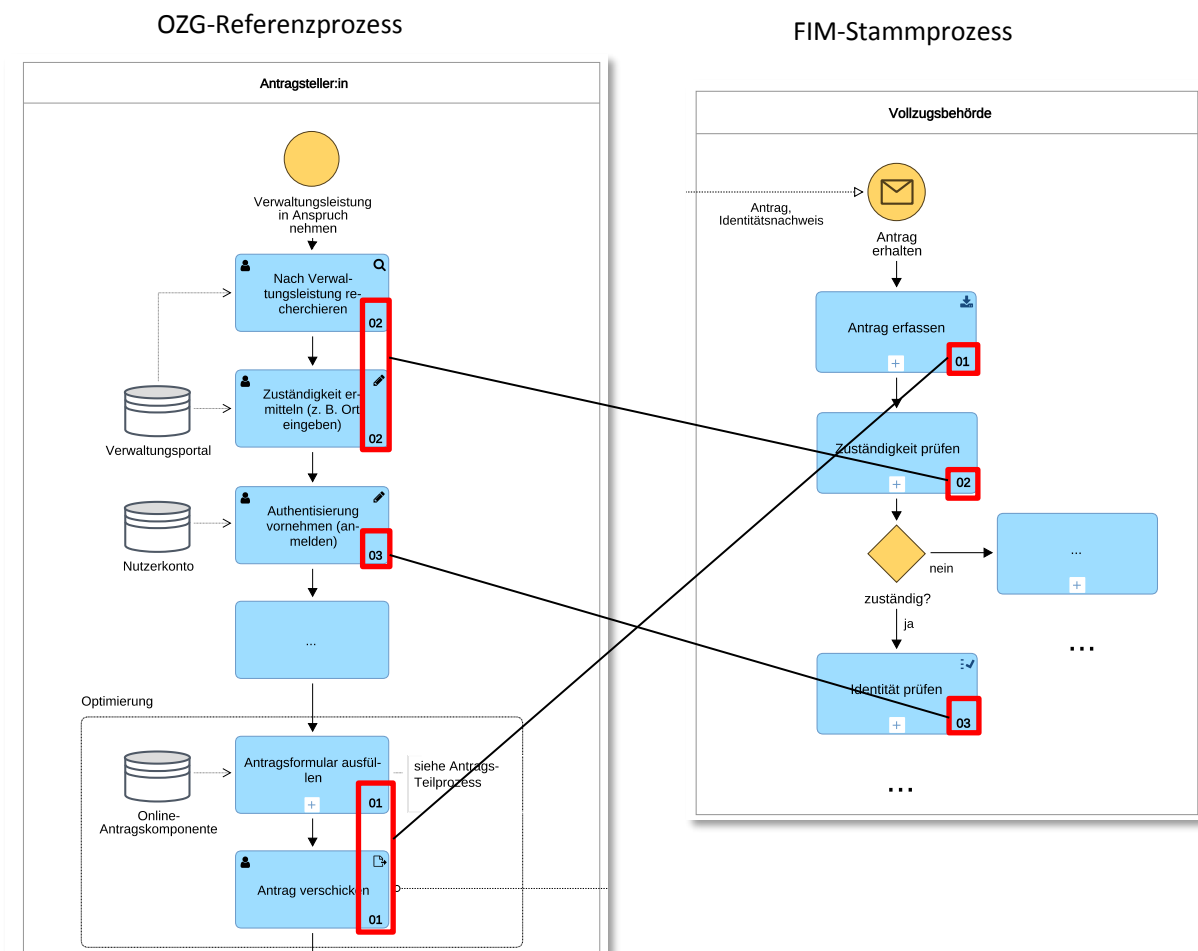 OZG-Referenzprozess
Antragsteller:in
Verwaltungsleistung
in Anspruch
nehmen
Nach Verwal-
tungsleistung re-
cherchieren
02
Zuständigkeit er-
mitteln (z. B. Ort
eingeben)
02
Verwaltungsportal
Authentisierung
vornehmen (an-
melden)
03
Nutzerkonto
...
Optimierung
Antragsformular ausfül-
len
01
siehe Antrags-
Teilprozess
Online-
Antragskomponente
Antrag verschicken
01
FIM-Stammprozess
Vollzugsbehörde
Antrag,
Identitätsnachweis
Antrag
erhalten
Antrag erfassen
01
Zuständigkeit prüfen
02
nein
...
zuständig?
ja
...
Identität prüfen
03
...